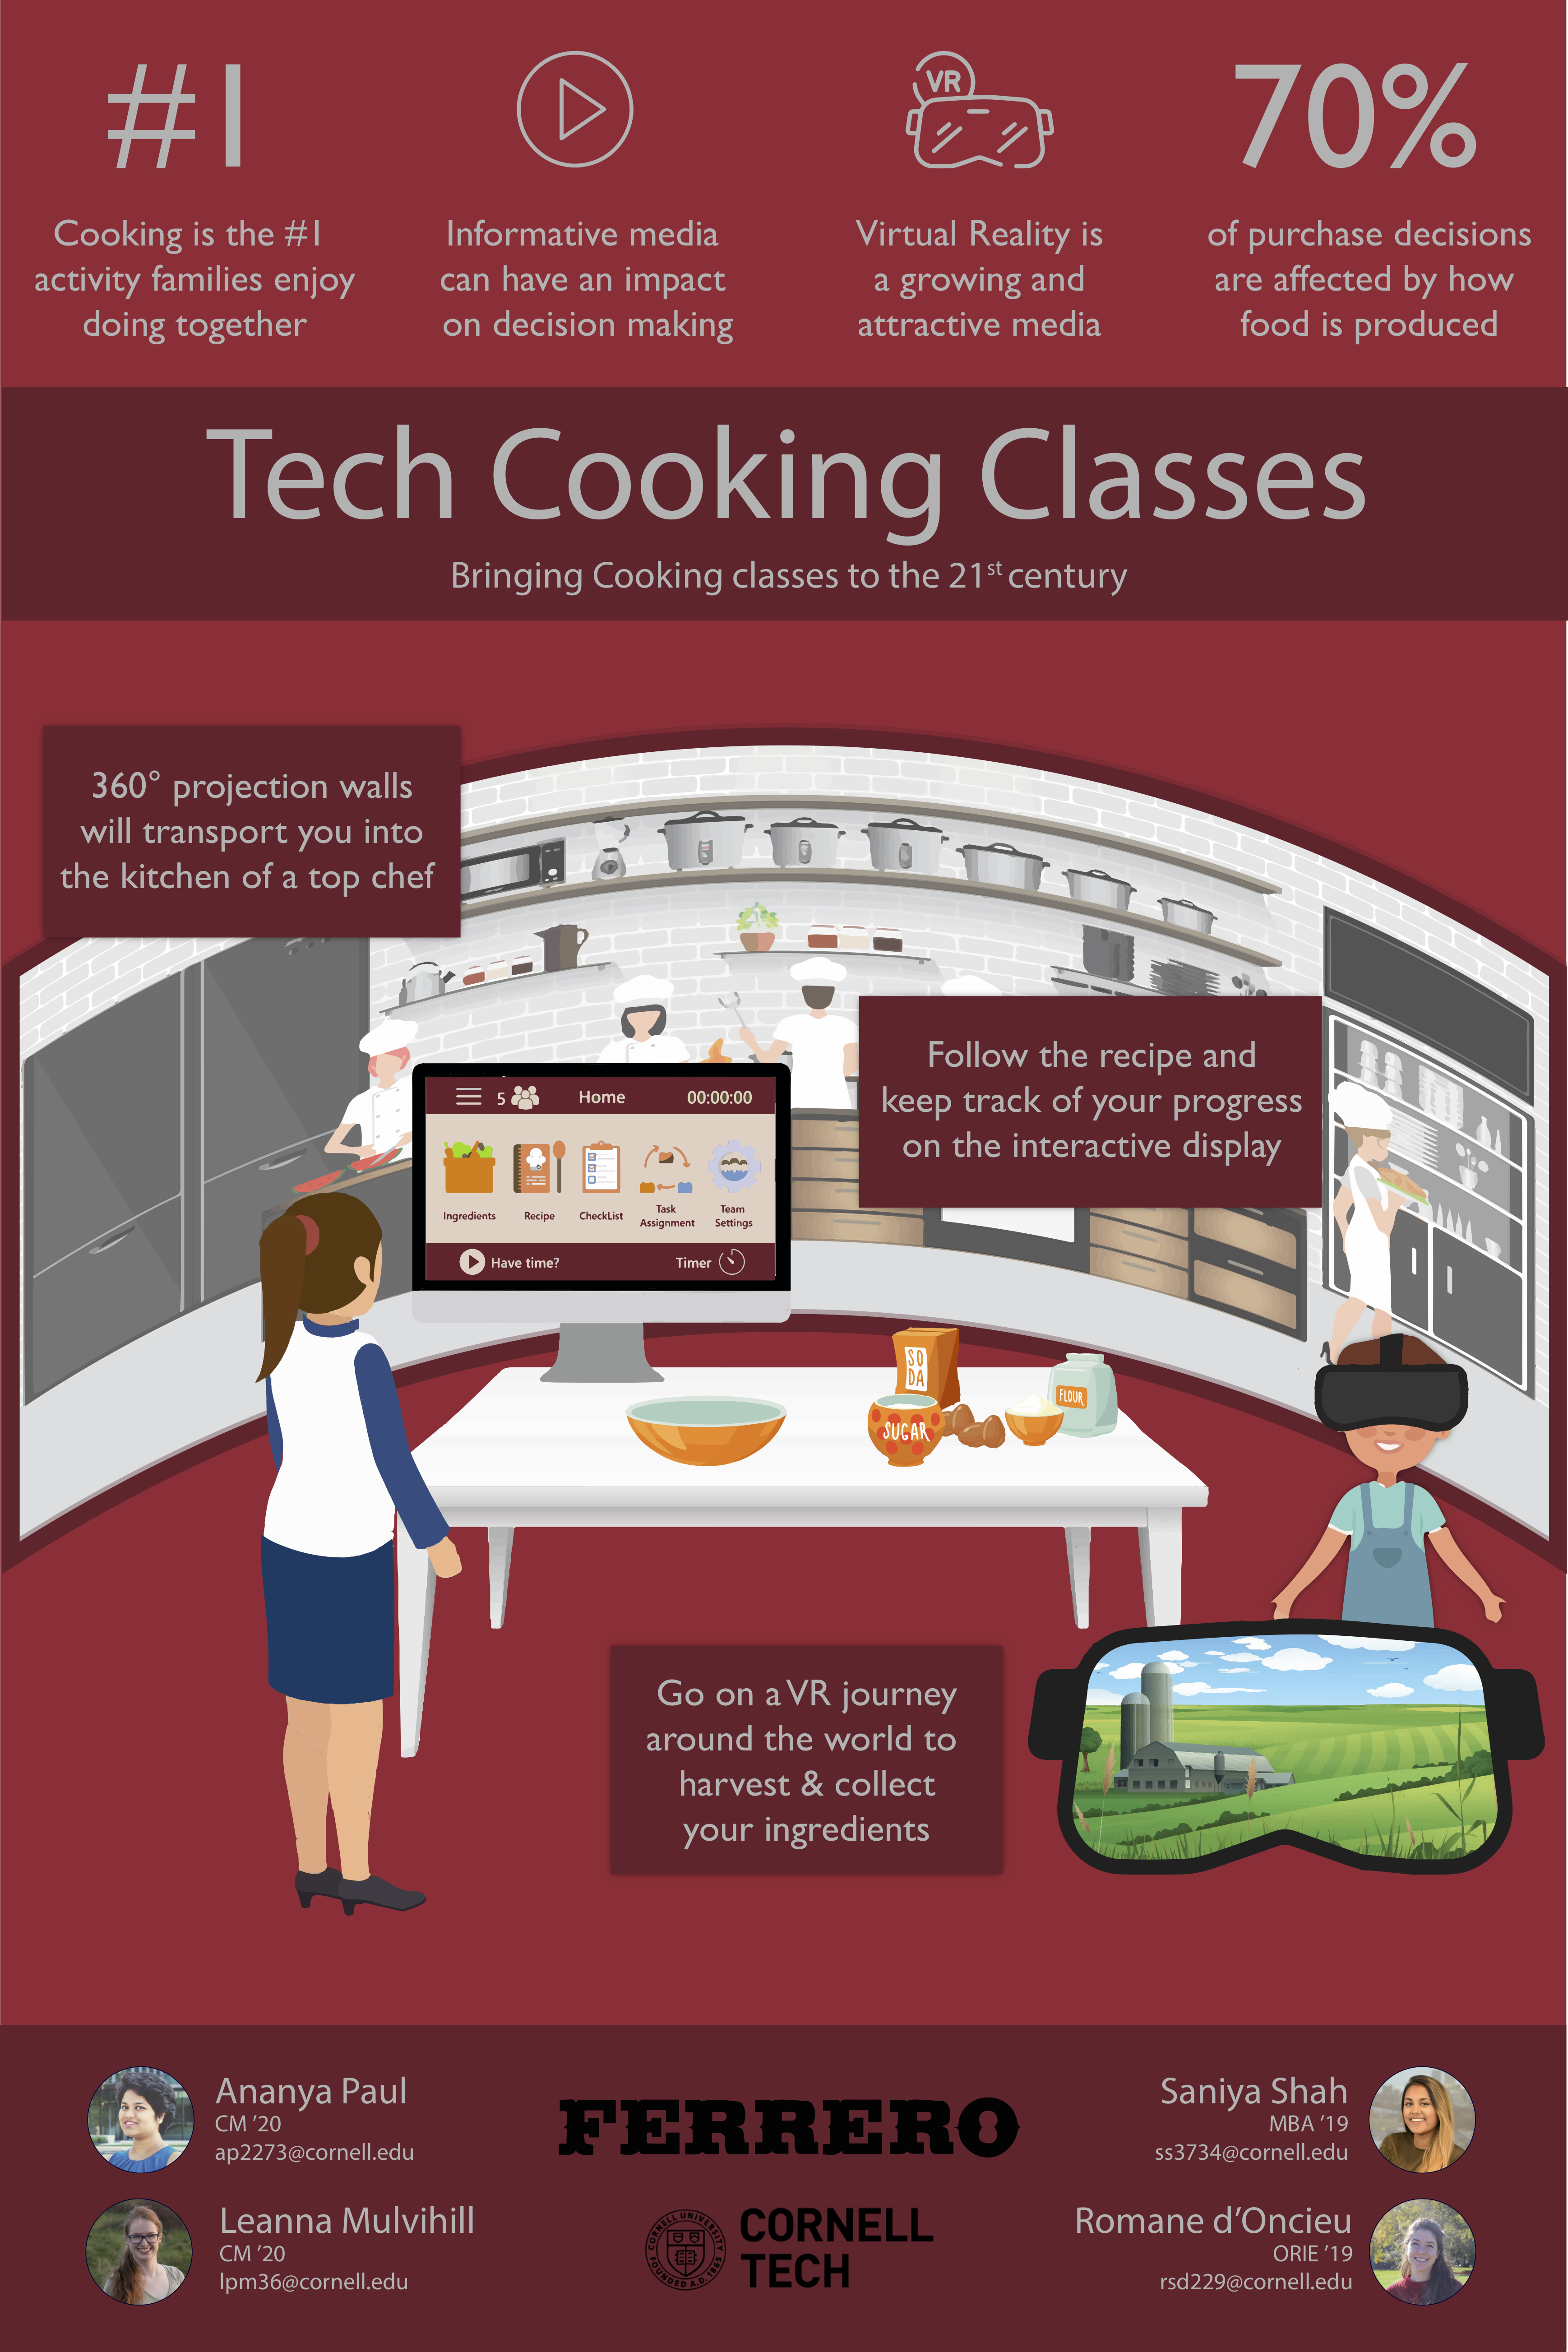 #1
Cooking is the #1
activity families enjoy
doing together
Informative media
can have an impact
on decision making
VR
Virtual Reality is
a growing and
attractive media
70%
of purchase decisions
are affected by how
food is produced
Tech Cooking Classes
Bringing Cooking classes to the 21st century
360° projection walls
will transport you into
the kitchen of a top chef
Follow the recipe and
keep track of your progress
on the interactive display
5 Home 00:00:00
Ingredients
Recipe
CheckList
Task
Assignment
Team
Settings
Have time?
Timer
SO
DA
SUGAR
FLOUR
Go on a VR journey
around the world to
harvest & collect
your ingredients
Ananya Paul
CM ’20
ap2273@cornell.edu
Leanna Mulvihill
CM ’20
lpm36@cornell.edu
FERRERO
CORNELL UNIVERSITY
FOUNDED A.D. 1865
CORNELL
TECH
Saniya Shah
MBA ’19
ss3734@cornell.edu
Romane d’Oncieu
ORIE ’19
rsd229@cornell.edu